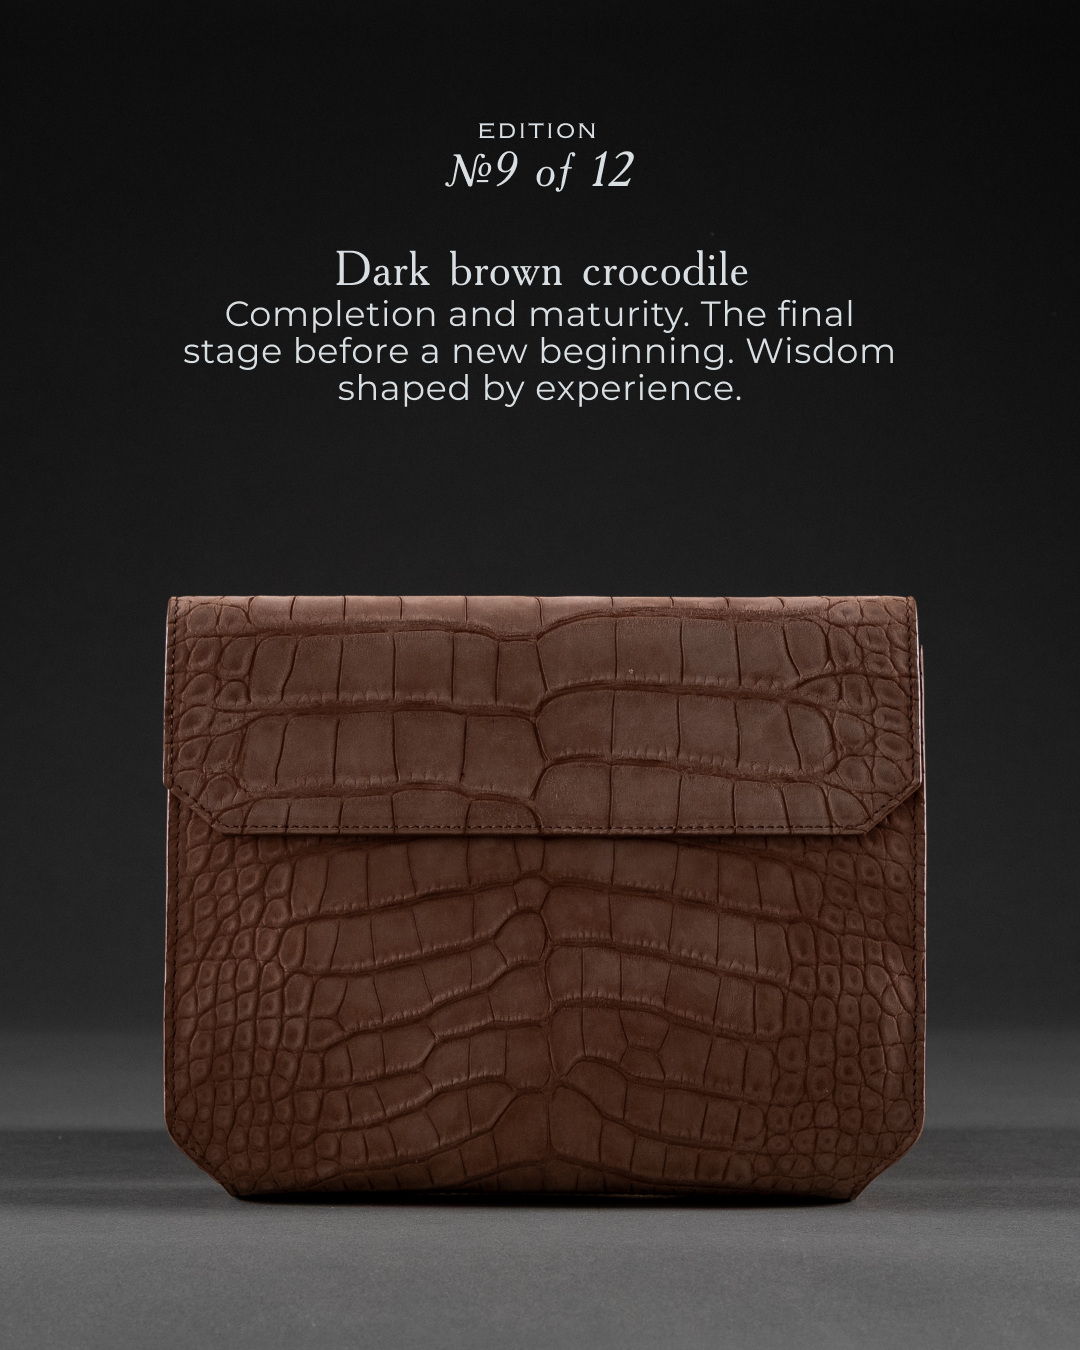 EDITION
№9 of 12
Dark brown crocodile
Completion and maturity. The final
stage before a new beginning. Wisdom
shaped by experience.